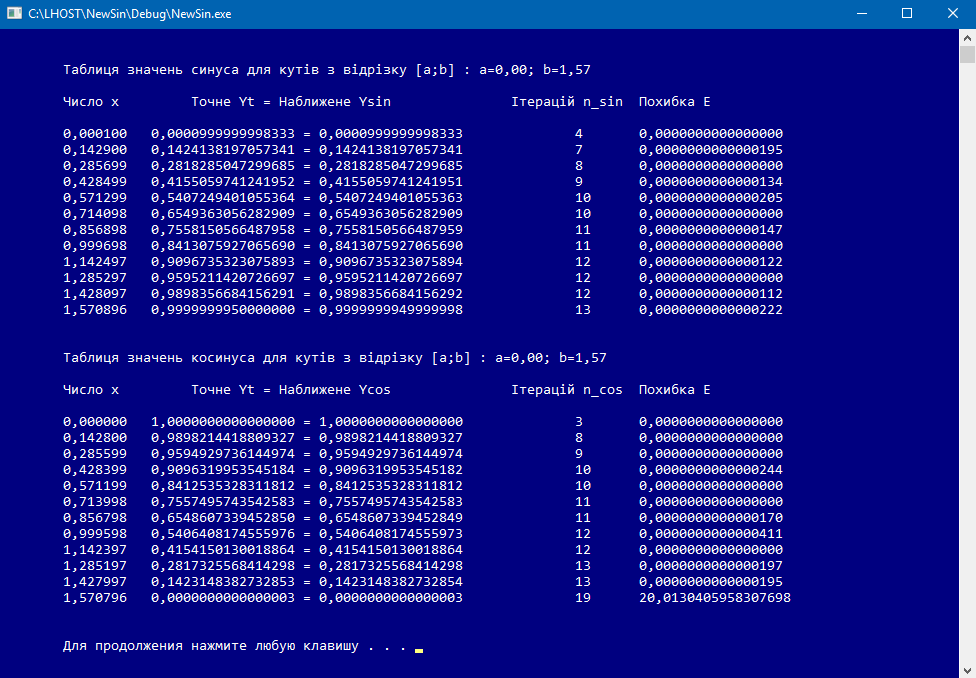 C:\LHOST\NewSin\Debug\NewSin.exe
Таблиця значень синуса для кутів з відрізку [a;b] : a=0,00; b=1,57
Число x Точне Yt = Наближене Ysin Ітерацій n_sin Похибка E
0,000100 0,0000999999998333 = 0,0000999999998333 4 0,0000000000000000
0,142900 0,1424138197057341 = 0,1424138197057341 7 0,0000000000000195
0,285699 0,2818285047299685 = 0,2818285047299685 8 0,0000000000000000
0,428499 0,4155059741241952 = 0,4155059741241951 9 0,0000000000000134
0,571299 0,5407249401055364 = 0,5407249401055363 10 0,0000000000000205
0,714098 0,6549363056282909 = 0,6549363056282909 10 0,0000000000000000
0,856898 0,7558150566487958 = 0,7558150566487959 11 0,0000000000000147
0,999698 0,8413075927065690 = 0,8413075927065690 11 0,0000000000000000
1,142497 0,9096735323075893 = 0,9096735323075894 12 0,0000000000000122
1,285297 0,9595211420726697 = 0,9595211420726697 12 0,0000000000000000
1,428097 0,9898356684156291 = 0,9898356684156292 12 0,0000000000000112
1,570896 0,9999999950000000 = 0,9999999949999998 13 0,0000000000000222
Таблиця значень косинуса для кутів з відрізку [a;b] : a=0,00; b=1,57
Число x Точне Yt = Наближене Ycos Ітерацій n_cos Похибка E
0,000000 1,0000000000000000 = 1,0000000000000000 3 0,0000000000000000
0,142800 0,9898214418809327 = 0,9898214418809327 8 0,0000000000000000
0,285599 0,9594929736144974 = 0,9594929736144974 9 0,0000000000000000
0,428399 0,9096319953545184 = 0,9096319953545182 10 0,0000000000000244
0,571199 0,8412535328311812 = 0,8412535328311812 10 0,0000000000000000
0,713998 0,7557495743542583 = 0,7557495743542583 11 0,0000000000000000
0,856798 0,6548607339452850 = 0,6548607339452849 11 0,0000000000000170
0,999598 0,5406408174555976 = 0,5406408174555973 12 0,0000000000000411
1,142397 0,4154150130018864 = 0,4154150130018864 12 0,0000000000000000
1,285197 0,2817325568414298 = 0,2817325568414298 13 0,0000000000000197
1,427997 0,1423148382732853 = 0,1423148382732854 13 0,0000000000000195
1,570796 0,0000000000000003 = 0,0000000000000003 19 20,0130405958307698
Для продолжения нажмите любую клавишу . . .